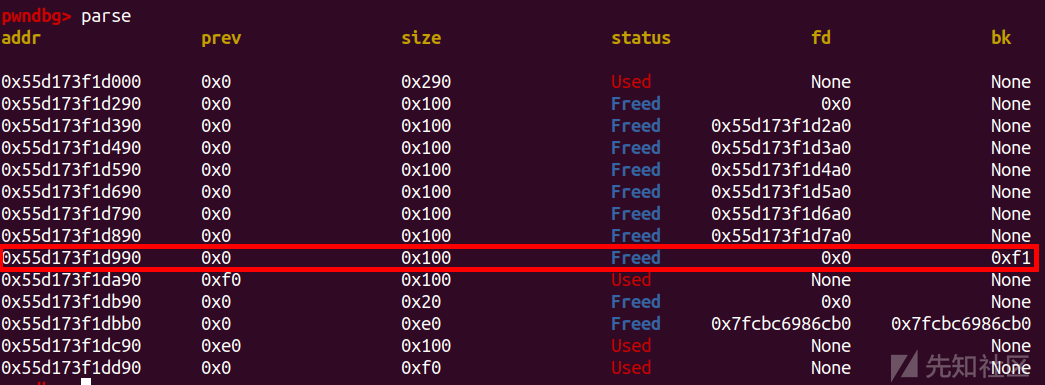 pwndbg> parse
addr prev size status fd bk
0x55d173f1d000 0x0 0x290 Used None None
0x55d173f1d290 0x0 0x100 Freed 0x0 None
0x55d173f1d390 0x0 0x100 Freed 0x55d173f1d2a0 None
0x55d173f1d490 0x0 0x100 Freed 0x55d173f1d3a0 None
0x55d173f1d590 0x0 0x100 Freed 0x55d173f1d4a0 None
0x55d173f1d690 0x0 0x100 Freed 0x55d173f1d5a0 None
0x55d173f1d790 0x0 0x100 Freed 0x55d173f1d6a0 None
0x55d173f1d890 0x0 0x100 Freed 0x55d173f1d7a0 None
0x55d173f1d990 0x0 0x100 Freed 0x0 0xf1
0x55d173f1da90 0xf0 0x100 Used None None
0x55d173f1db90 0x0 0x20 Freed 0x0 None
0x55d173f1dbb0 0x0 0xe0 Freed 0x7fcbc6986cb0 0x7fcbc6986cb0
0x55d173f1dc90 0xe0 0x100 Used None None
0x55d173f1dd90 0x0 0xf0 Used None None
先知社区